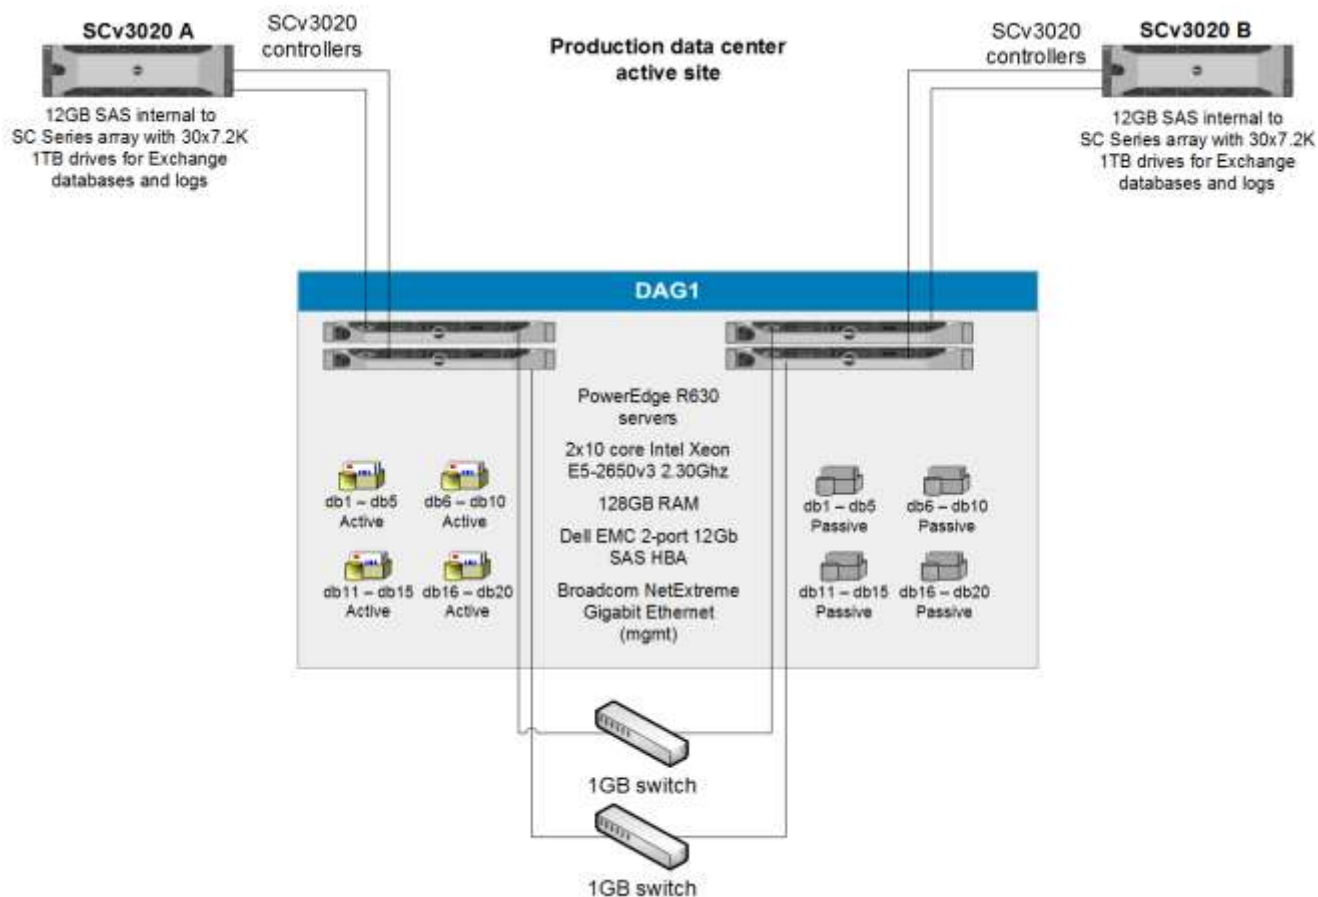 SCv3020 A
SCv3020
controllers
12GB SAS internal to
SC Series array with 30x7.2K
1TB drives for Exchange
databases and logs
Production data center
active site
SCv3020
controllers
SCv3020 B
12GB SAS internal to
SC Series array with 30x7.2K
1TB drives for Exchange
databases and logs
DAG1
PowerEdge R630
servers
2x10 core Intel Xeon
E5-2650v3 2.30Ghz
128GB RAM
Dell EMC 2-port 12Gb
SAS HBA
Broadcom NetExtreme
Gigabit Ethernet
(mgmt)
db1 – db5
Active
db6 – db10
Active
db11 – db15
Active
db16 – db20
Active
db1 – db5
Passive
db6 – db10
Passive
db11 – db15
Passive
db16 – db20
Passive
1GB switch
1GB switch